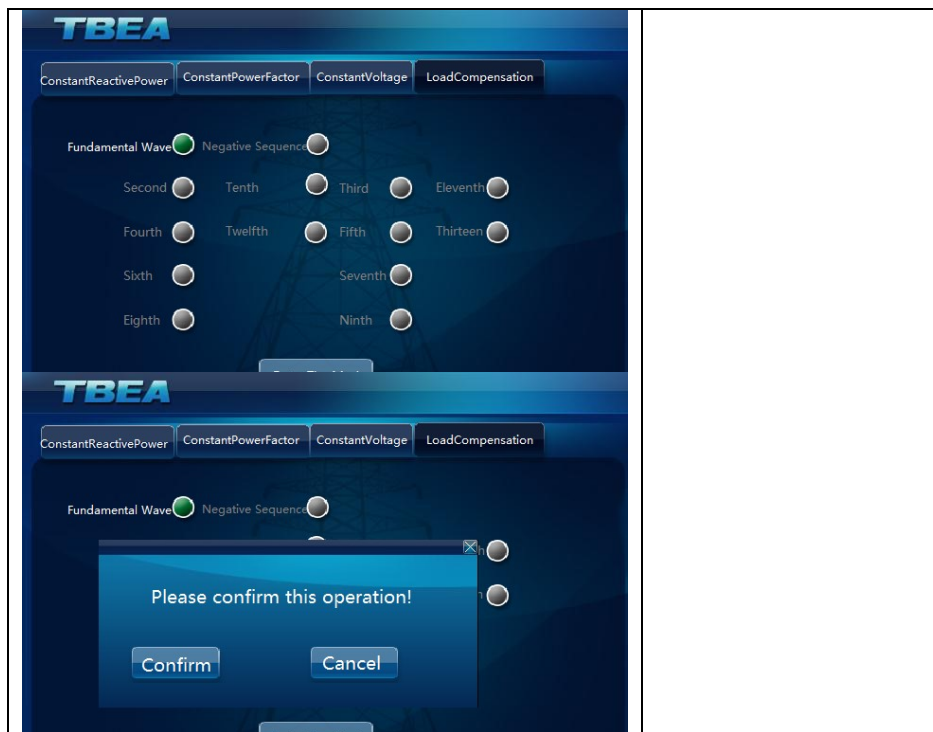 TBEA
ConstantReactivePower ConstantPowerFactor ConstantVoltage LoadCompensation
Fundamental Wave Negative Sequence
Second Tenth Third Eleventh
Fourth Twelfth Fifth Thirteen
Sixth Seventh
Eighth Ninth
TBEA
ConstantReactivePower ConstantPowerFactor ConstantVoltage LoadCompensation
Fundamental Wave Negative Sequence
Please confirm this operation!
Confirm Cancel